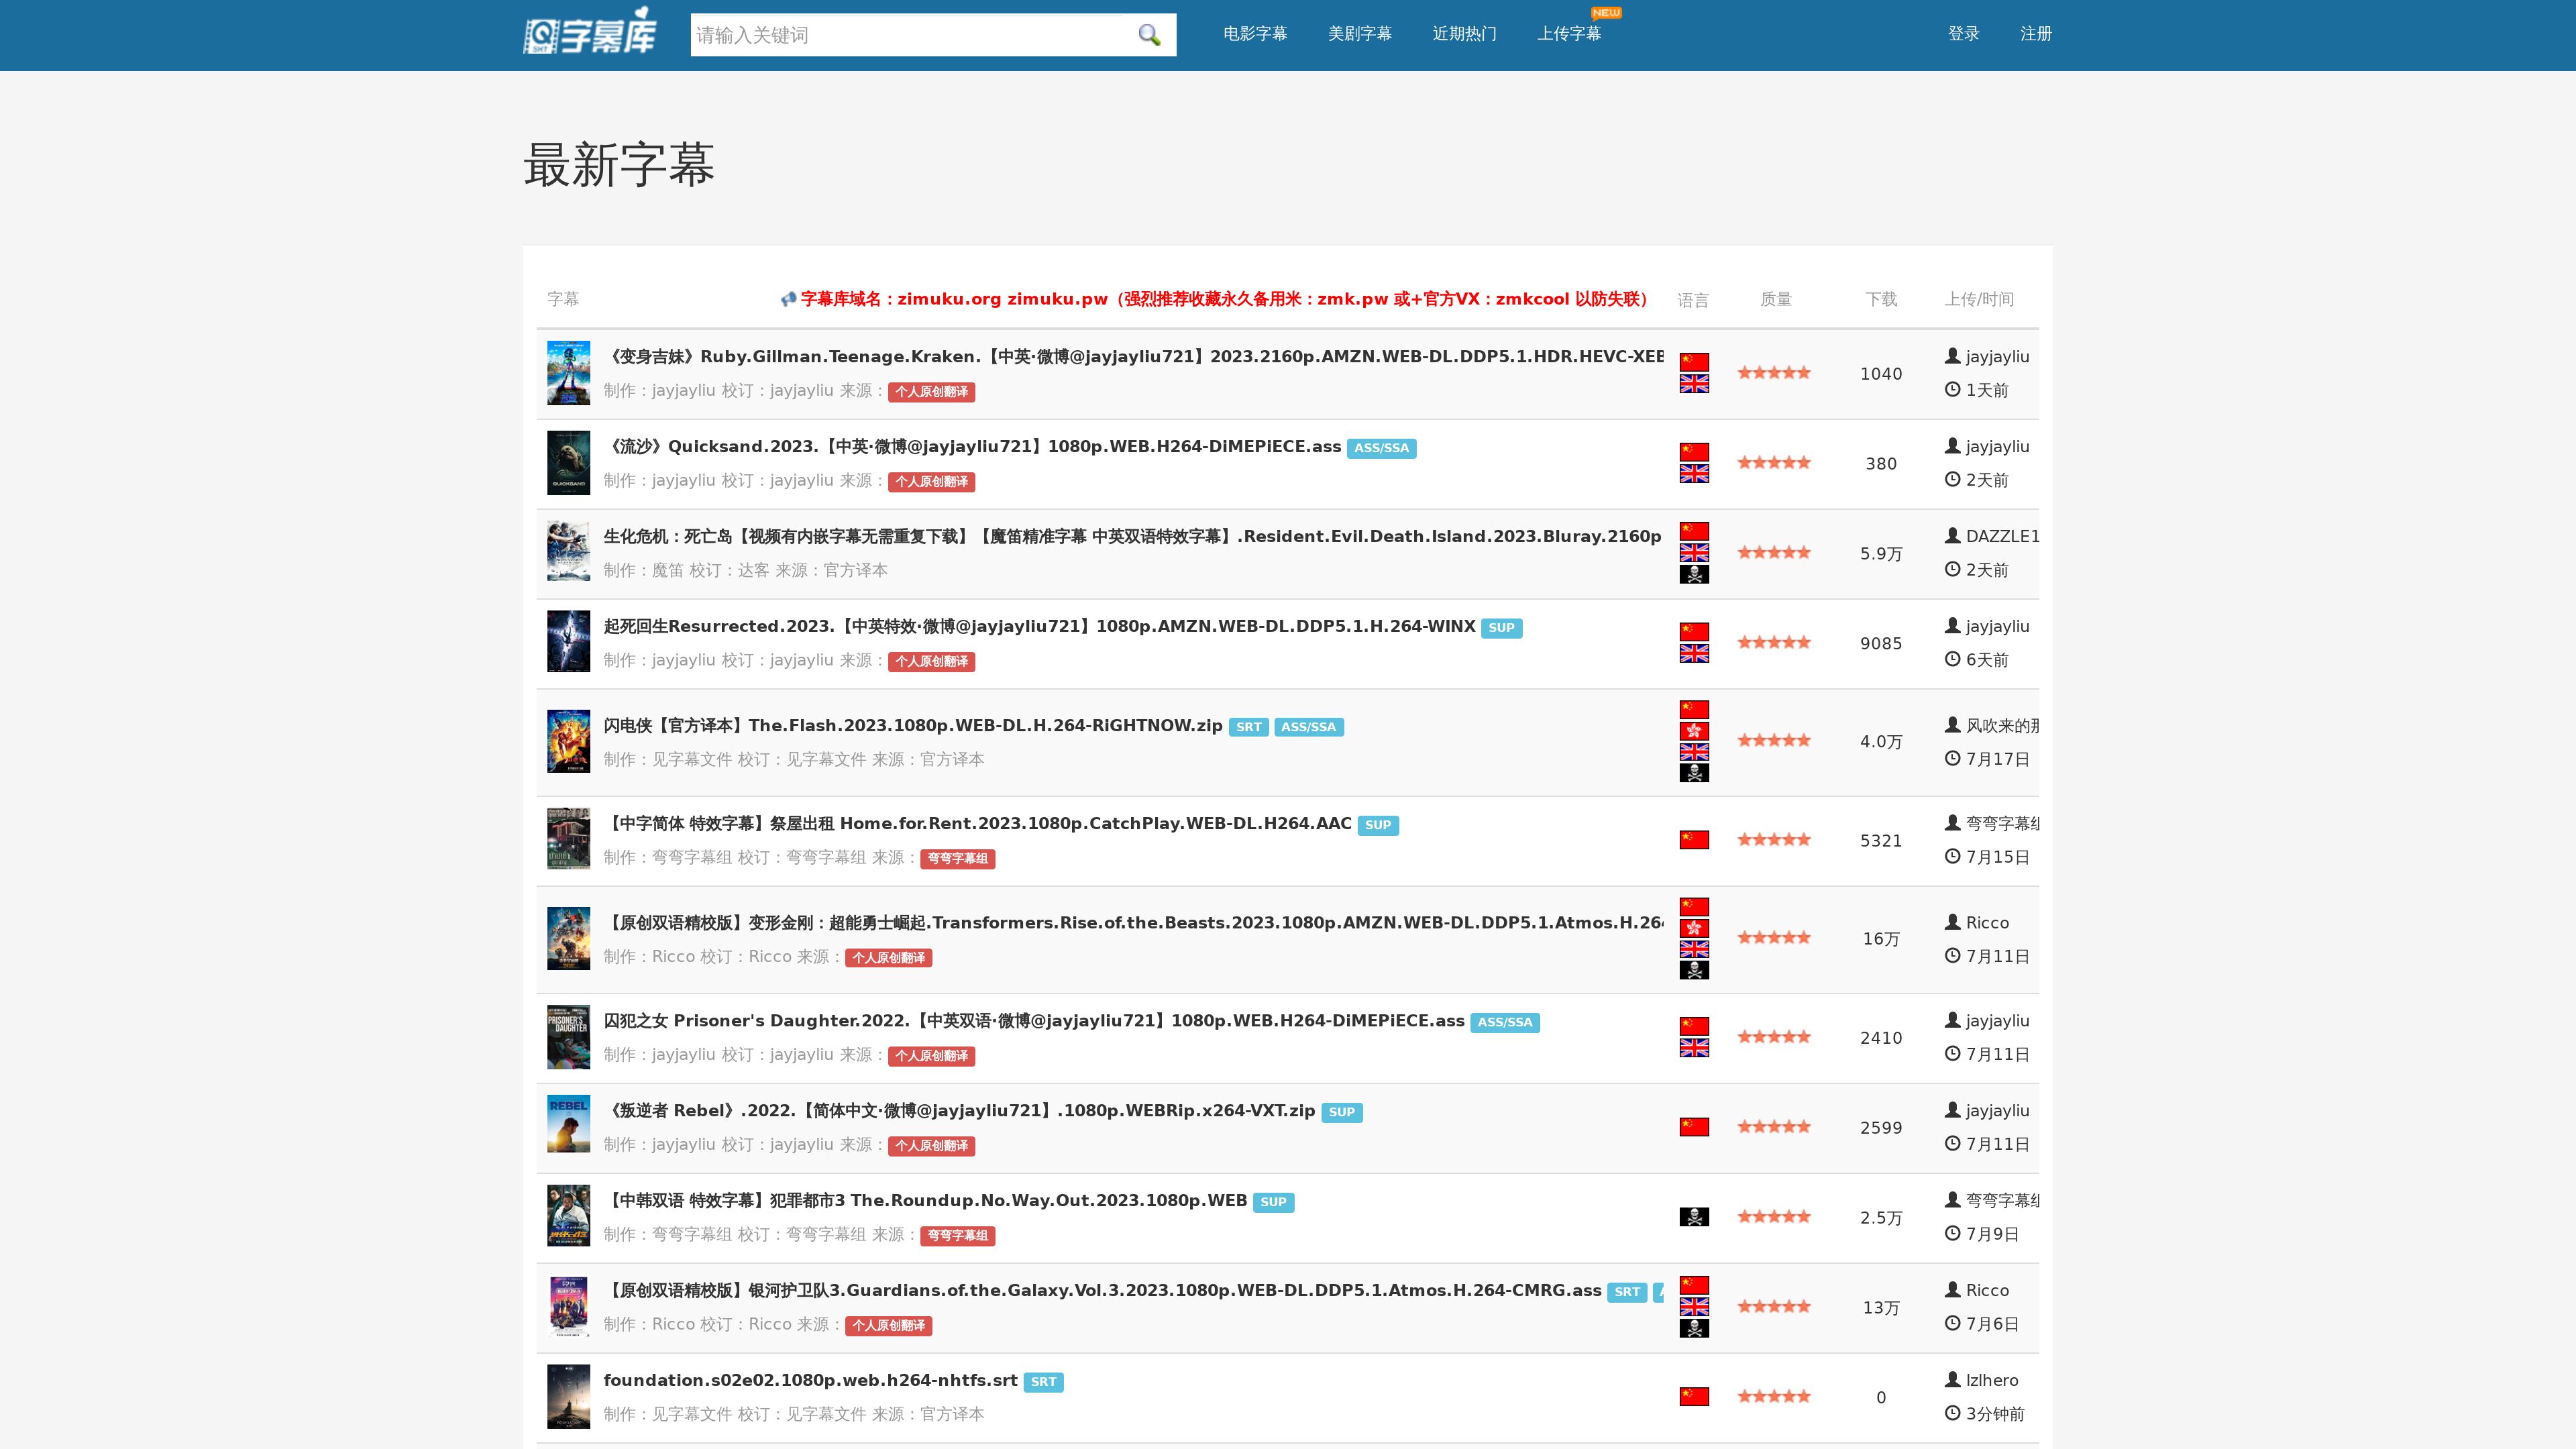 字幕库
请输入关键词
电影字幕 美剧字幕 近期热门 上传字幕 NEW 登录 注册
最新字幕
字幕 字幕库域名：zimuku.org zimuku.pw（强烈推荐收藏永久备用米：zmk.pw 或+官方VX：zmkcool 以防失联） 语言 质量 下载 上传/时间
《变身吉妹》Ruby.Gillman.Teenage.Kraken.【中英·微博@jayjayliu721】2023.2160p.AMZN.WEB-DL.DDP5.1.HDR.HEVC-XEB
制作：jayjayliu 校订：jayjayliu 来源：个人原创翻译
1040
jayjayliu
1天前
《流沙》Quicksand.2023.【中英·微博@jayjayliu721】1080p.WEB.H264-DiMEPiECE.ass ASS/SSA
制作：jayjayliu 校订：jayjayliu 来源：个人原创翻译
380
jayjayliu
2天前
生化危机：死亡岛【视频有内嵌字幕无需重复下载】【魔笛精准字幕 中英双语特效字幕】.Resident.Evil.Death.Island.2023.Bluray.2160p
制作：魔笛 校订：达客 来源：官方译本
5.9万
DAZZLE1
2天前
起死回生Resurrected.2023.【中英特效·微博@jayjayliu721】1080p.AMZN.WEB-DL.DDP5.1.H.264-WINX SUP
制作：jayjayliu 校订：jayjayliu 来源：个人原创翻译
9085
jayjayliu
6天前
闪电侠【官方译本】The.Flash.2023.1080p.WEB-DL.H.264-RiGHTNOW.zip SRT ASS/SSA
制作：见字幕文件 校订：见字幕文件 来源：官方译本
4.0万
风吹来的那
7月17日
【中字简体 特效字幕】祭屋出租 Home.for.Rent.2023.1080p.CatchPlay.WEB-DL.H264.AAC SUP
制作：弯弯字幕组 校订：弯弯字幕组 来源：弯弯字幕组
5321
弯弯字幕组
7月15日
【原创双语精校版】变形金刚：超能勇士崛起.Transformers.Rise.of.the.Beasts.2023.1080p.AMZN.WEB-DL.DDP5.1.Atmos.H.264
制作：Ricco 校订：Ricco 来源：个人原创翻译
16万
Ricco
7月11日
囚犯之女 Prisoner's Daughter.2022.【中英双语·微博@jayjayliu721】1080p.WEB.H264-DiMEPiECE.ass ASS/SSA
制作：jayjayliu 校订：jayjayliu 来源：个人原创翻译
2410
jayjayliu
7月11日
《叛逆者 Rebel》.2022.【简体中文·微博@jayjayliu721】.1080p.WEBRip.x264-VXT.zip SUP
制作：jayjayliu 校订：jayjayliu 来源：个人原创翻译
2599
jayjayliu
7月11日
【中韩双语 特效字幕】犯罪都市3 The.Roundup.No.Way.Out.2023.1080p.WEB SUP
制作：弯弯字幕组 校订：弯弯字幕组 来源：弯弯字幕组
2.5万
弯弯字幕组
7月9日
【原创双语精校版】银河护卫队3.Guardians.of.the.Galaxy.Vol.3.2023.1080p.WEB-DL.DDP5.1.Atmos.H.264-CMRG.ass SRT
制作：Ricco 校订：Ricco 来源：个人原创翻译
13万
Ricco
7月6日
foundation.s02e02.1080p.web.h264-nhtfs.srt SRT
制作：见字幕文件 校订：见字幕文件 来源：官方译本
0
lzlhero
3分钟前